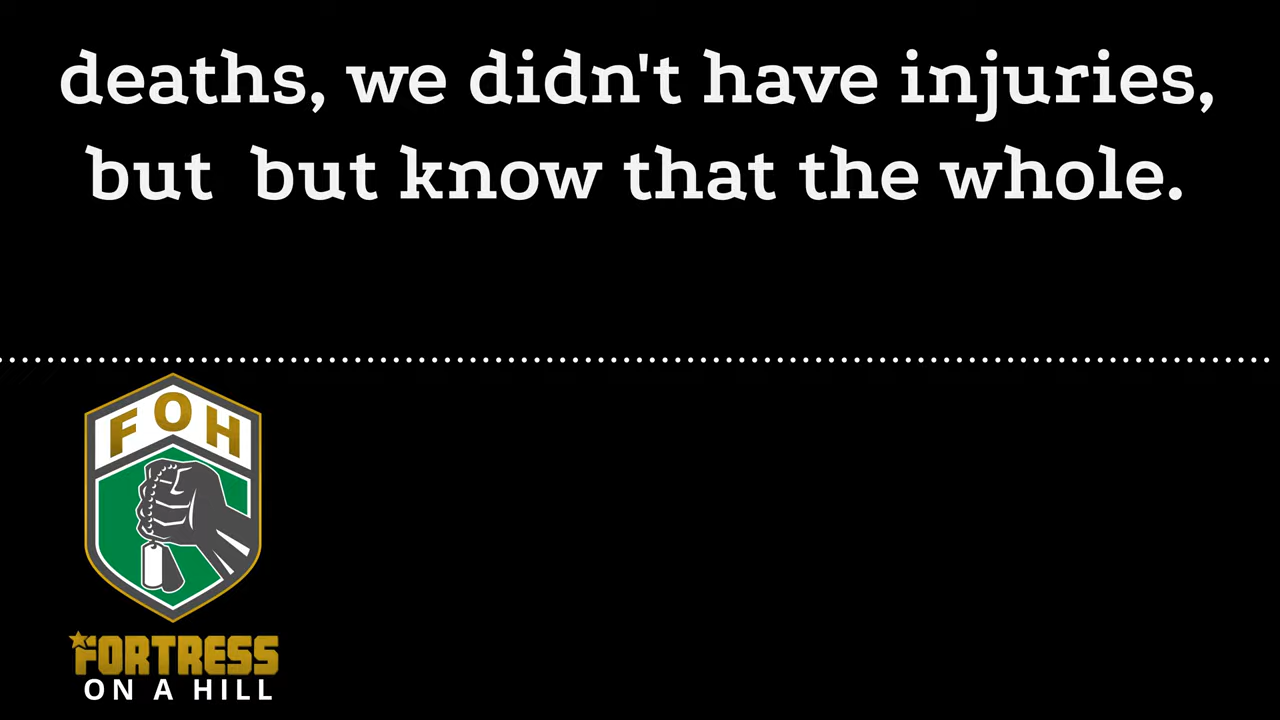 deaths, we didn't have injuries,
but but know that the whole.
FOH
FORTRESS
ON A HILL